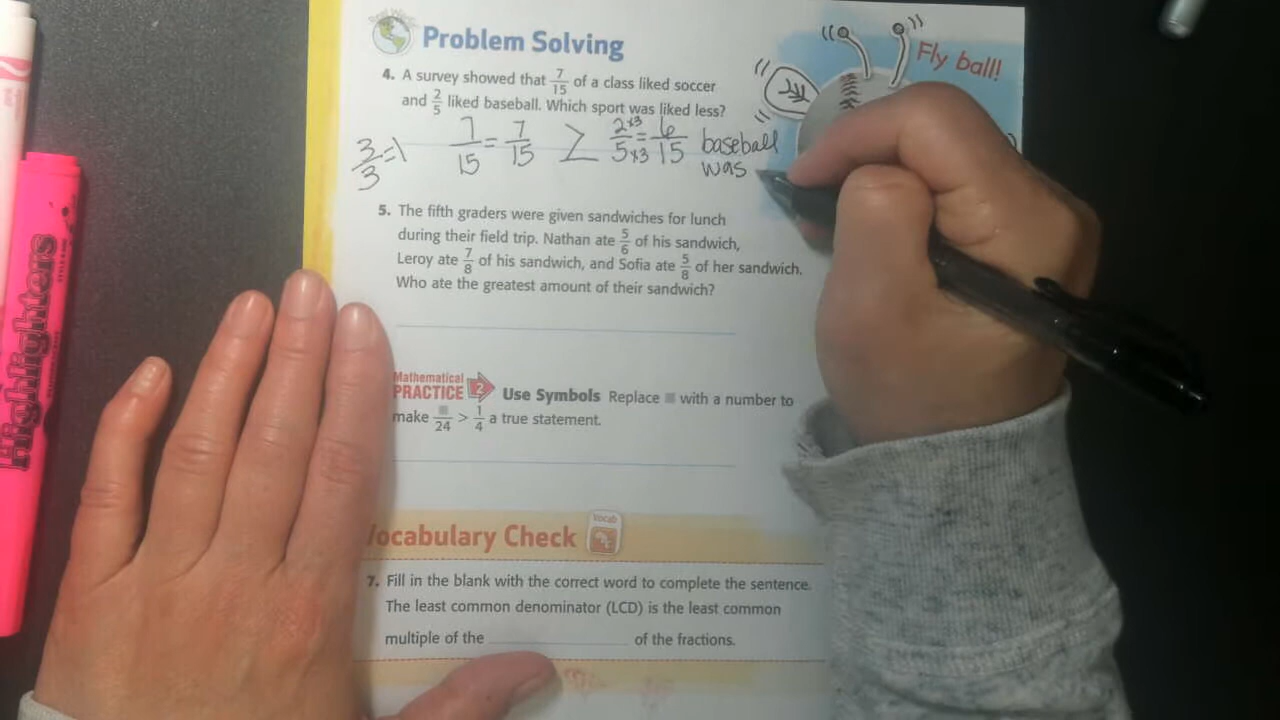 Problem Solving
Fly ball!
4. A survey showed that 7/15 of a class liked soccer
and 2/5 liked baseball. Which sport was liked less?
3/3=1 7/15 = 7/15 > 2×3/5×3 = 6/15 baseball
was
5. The fifth graders were given sandwiches for lunch
during their field trip. Nathan ate 5/6 of his sandwich,
Leroy ate 7/8 of his sandwich, and Sofia ate 5/8 of her sandwich.
Who ate the greatest amount of their sandwich?
Mathematical
PRACTICE 2 Use Symbols Replace ■ with a number to
make ■/24 > 1/4 a true statement.
Vocabulary Check Vocab
7. Fill in the blank with the correct word to complete the sentence.
The least common denominator (LCD) is the least common
multiple of the ____________ of the fractions.
Highlighters